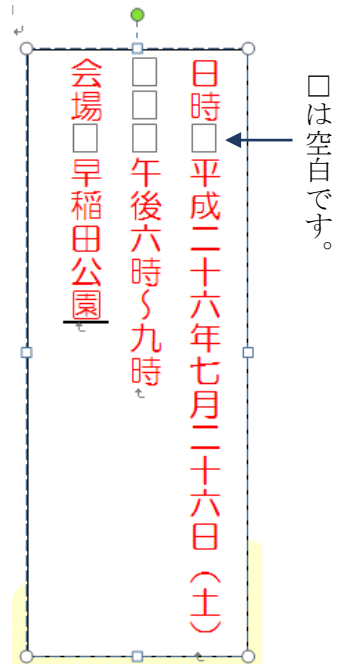 □は空白です。
日時□平成二十六年七月二十六日（土）
□□□午後六時～九時
会場□早稲田公園